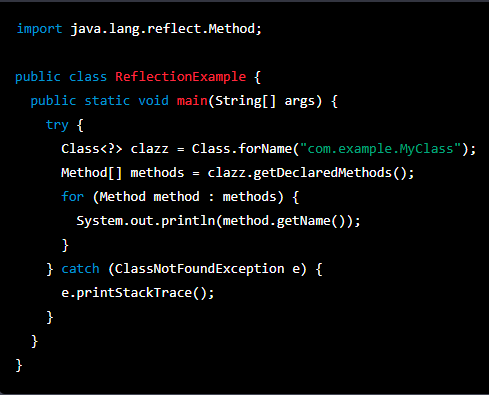 import java.lang.reflect.Method;

public class ReflectionExample {
  public static void main(String[] args) {
    try {
      Class<?> clazz = Class.forName("com.example.MyClass");
      Method[] methods = clazz.getDeclaredMethods();
      for (Method method : methods) {
        System.out.println(method.getName());
      }
    } catch (ClassNotFoundException e) {
      e.printStackTrace();
    }
  }
}